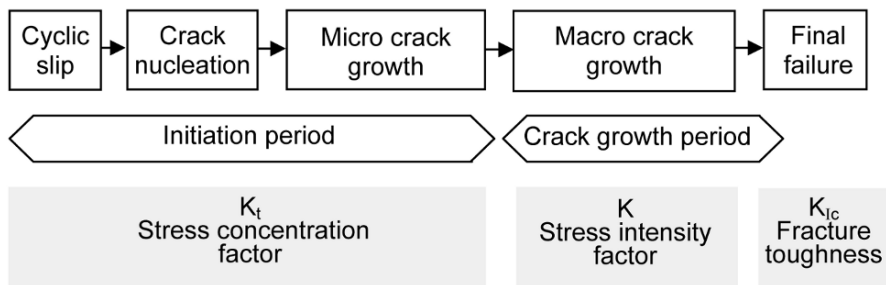 Cyclic
slip
Crack
nucleation
Micro crack
growth
Macro crack
growth
Final
failure
Initiation period
Crack growth period
Kt
Stress concentration
factor
K
Stress intensity
factor
KIc
Fracture
toughness